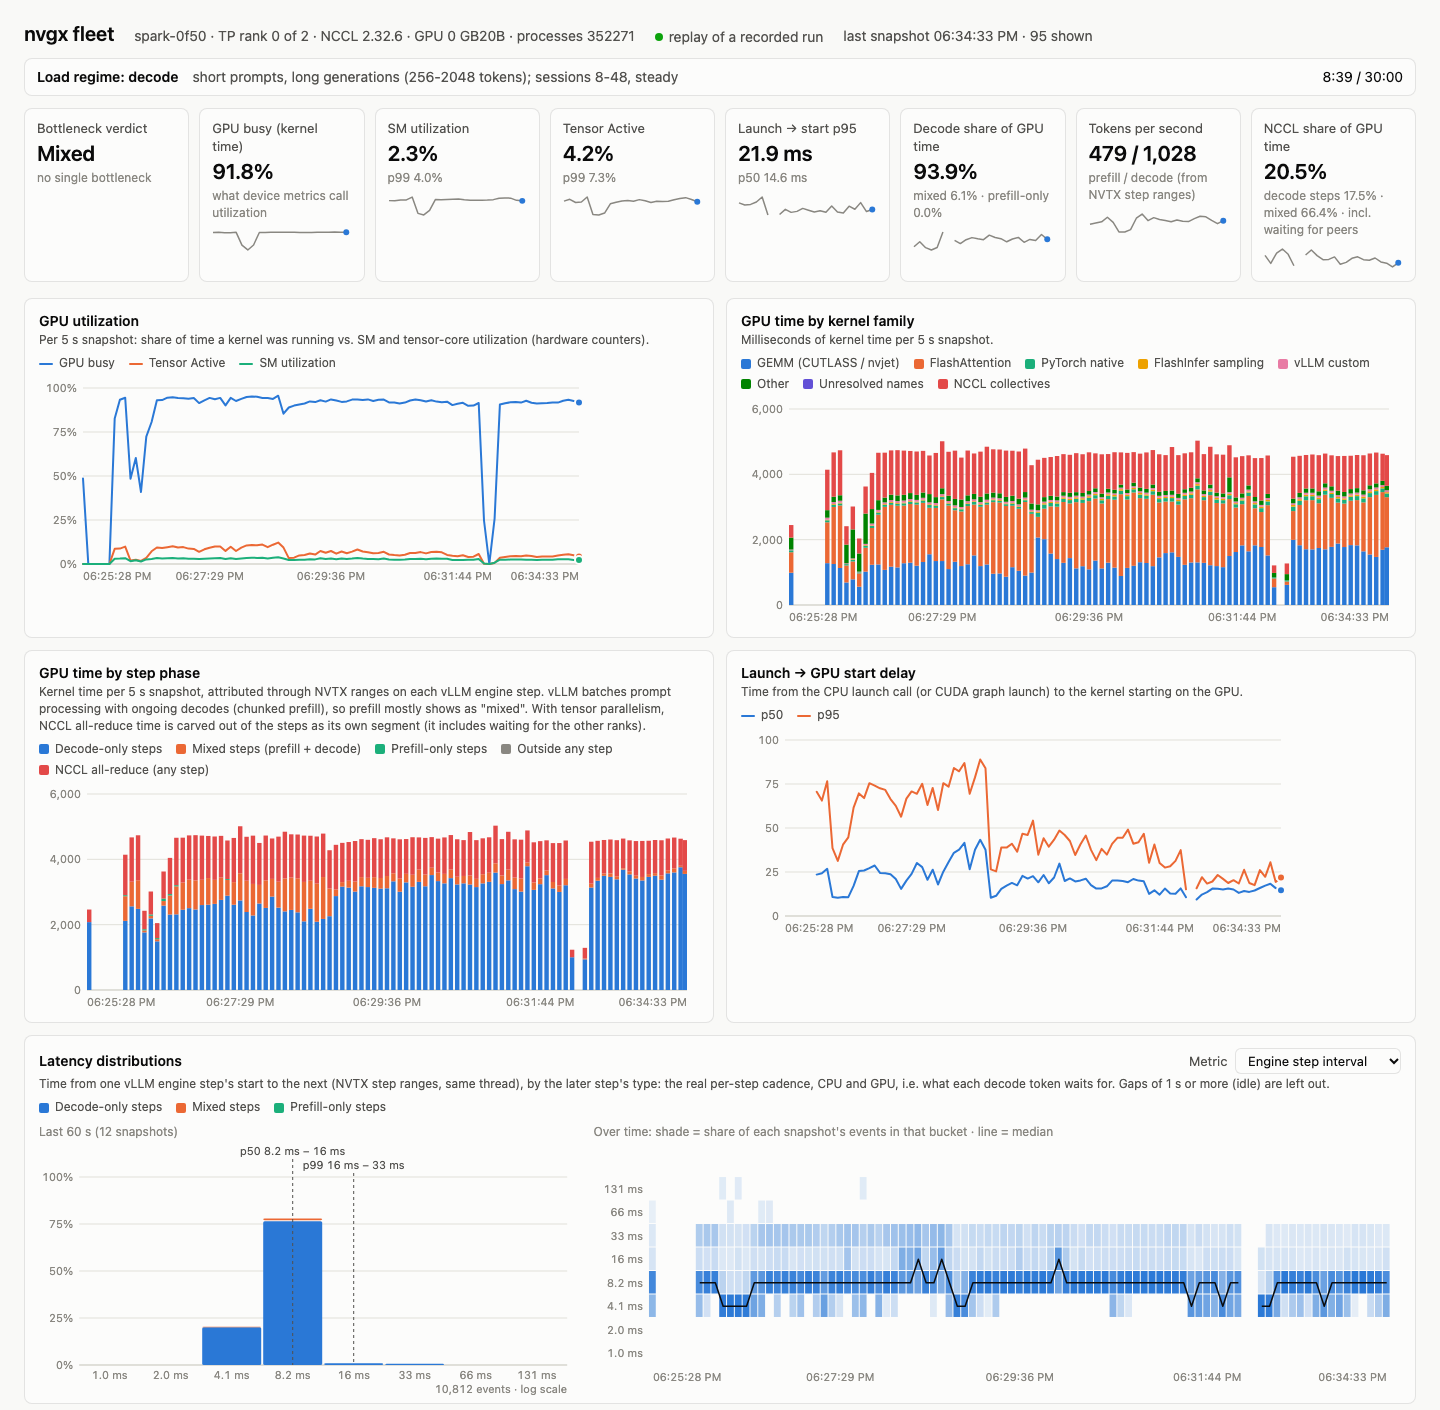 nvgx fleet spark-0f50 · TP rank 0 of 2 · NCCL 2.32.6 · GPU 0 GB20B · processes 352271 replay of a recorded run last snapshot 06:34:33 PM · 95 shown
Load regime: decode short prompts, long generations (256-2048 tokens); sessions 8-48, steady 8:39 / 30:00
Bottleneck verdict
Mixed
no single bottleneck
GPU busy (kernel
time)
91.8%
what device metrics call
utilization
SM utilization
2.3%
p99 4.0%
Tensor Active
4.2%
p99 7.3%
Launch → start p95
21.9 ms
p50 14.6 ms
Decode share of GPU
time
93.9%
mixed 6.1% · prefill-only
0.0%
Tokens per second
479 / 1,028
prefill / decode (from
NVTX step ranges)
NCCL share of GPU
time
20.5%
decode steps 17.5% ·
mixed 66.4% · incl.
waiting for peers
GPU utilization
Per 5 s snapshot: share of time a kernel was running vs. SM and tensor-core utilization (hardware counters).
GPU busy Tensor Active SM utilization
100%
75%
50%
25%
0%
06:25:28 PM 06:27:29 PM 06:29:36 PM 06:31:44 PM 06:34:33 PM
GPU time by kernel family
Milliseconds of kernel time per 5 s snapshot.
GEMM (CUTLASS / nvjet) FlashAttention PyTorch native FlashInfer sampling vLLM custom
Other Unresolved names NCCL collectives
6,000
4,000
2,000
0
06:25:28 PM 06:27:29 PM 06:29:36 PM 06:31:44 PM 06:34:33 PM
GPU time by step phase
Kernel time per 5 s snapshot, attributed through NVTX ranges on each vLLM engine step. vLLM batches prompt
processing with ongoing decodes (chunked prefill), so prefill mostly shows as "mixed". With tensor parallelism,
NCCL all-reduce time is carved out of the steps as its own segment (it includes waiting for the other ranks).
Decode-only steps Mixed steps (prefill + decode) Prefill-only steps Outside any step
NCCL all-reduce (any step)
6,000
4,000
2,000
0
06:25:28 PM 06:27:29 PM 06:29:36 PM 06:31:44 PM 06:34:33 PM
Launch → GPU start delay
Time from the CPU launch call (or CUDA graph launch) to the kernel starting on the GPU.
p50 p95
100
75
50
25
0
06:25:28 PM 06:27:29 PM 06:29:36 PM 06:31:44 PM 06:34:33 PM
Latency distributions Metric Engine step interval
Time from one vLLM engine step's start to the next (NVTX step ranges, same thread), by the later step's type: the real per-step cadence, CPU and GPU, i.e. what each decode token waits for. Gaps of 1 s or more (idle) are left out.
Decode-only steps Mixed steps Prefill-only steps
Last 60 s (12 snapshots)
p50 8.2 ms – 16 ms
p99 16 ms – 33 ms
100%
75%
50%
25%
0%
1.0 ms 2.0 ms 4.1 ms 8.2 ms 16 ms 33 ms 66 ms 131 ms
10,812 events · log scale
Over time: shade = share of each snapshot's events in that bucket · line = median
131 ms
66 ms
33 ms
16 ms
8.2 ms
4.1 ms
2.0 ms
1.0 ms
06:25:28 PM 06:27:29 PM 06:29:36 PM 06:31:44 PM 06:34:33 PM